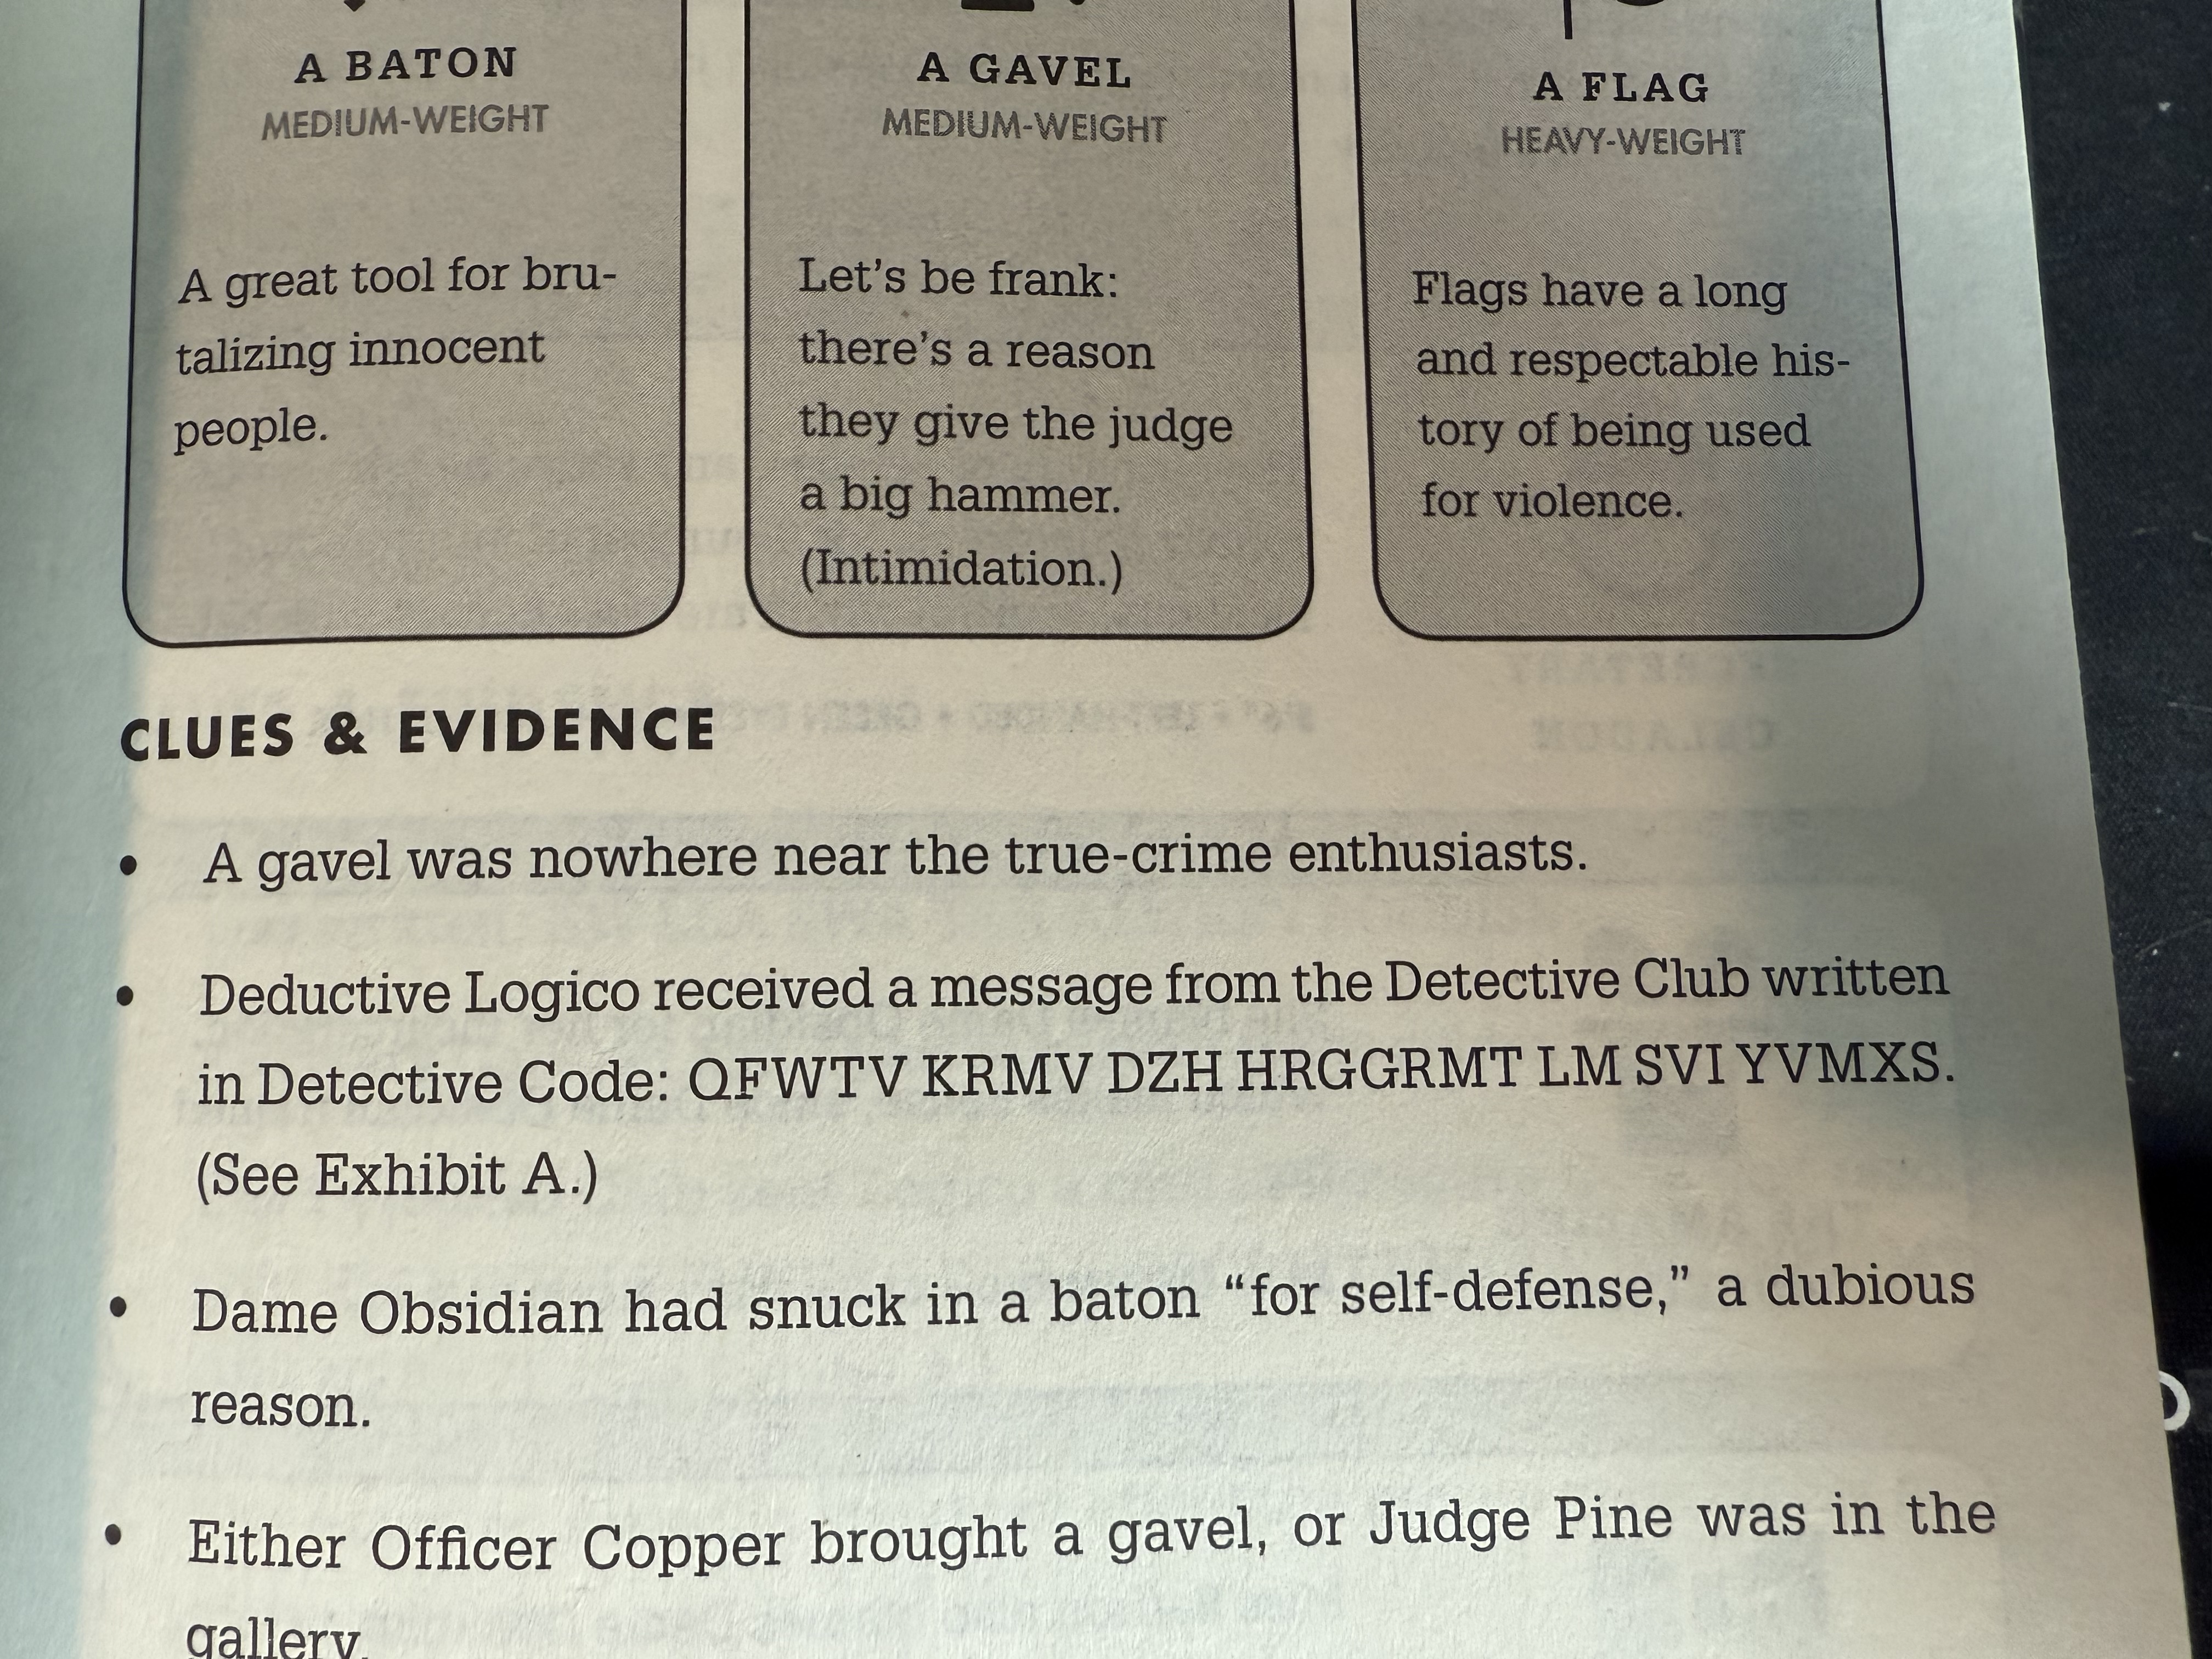 A BATON
MEDIUM-WEIGHT
A great tool for bru-
talizing innocent
people.
A GAVEL
MEDIUM-WEIGHT
Let’s be frank:
there’s a reason
they give the judge
a big hammer.
(Intimidation.)
A FLAG
HEAVY-WEIGHT
Flags have a long
and respectable his-
tory of being used
for violence.
CLUES & EVIDENCE
• A gavel was nowhere near the true-crime enthusiasts.
• Deductive Logico received a message from the Detective Club written
in Detective Code: QFWTV KRMV DZH HRGGRMT LM SVI YVMXS.
(See Exhibit A.)
• Dame Obsidian had snuck in a baton “for self-defense,” a dubious
reason.
• Either Officer Copper brought a gavel, or Judge Pine was in the
gallery.